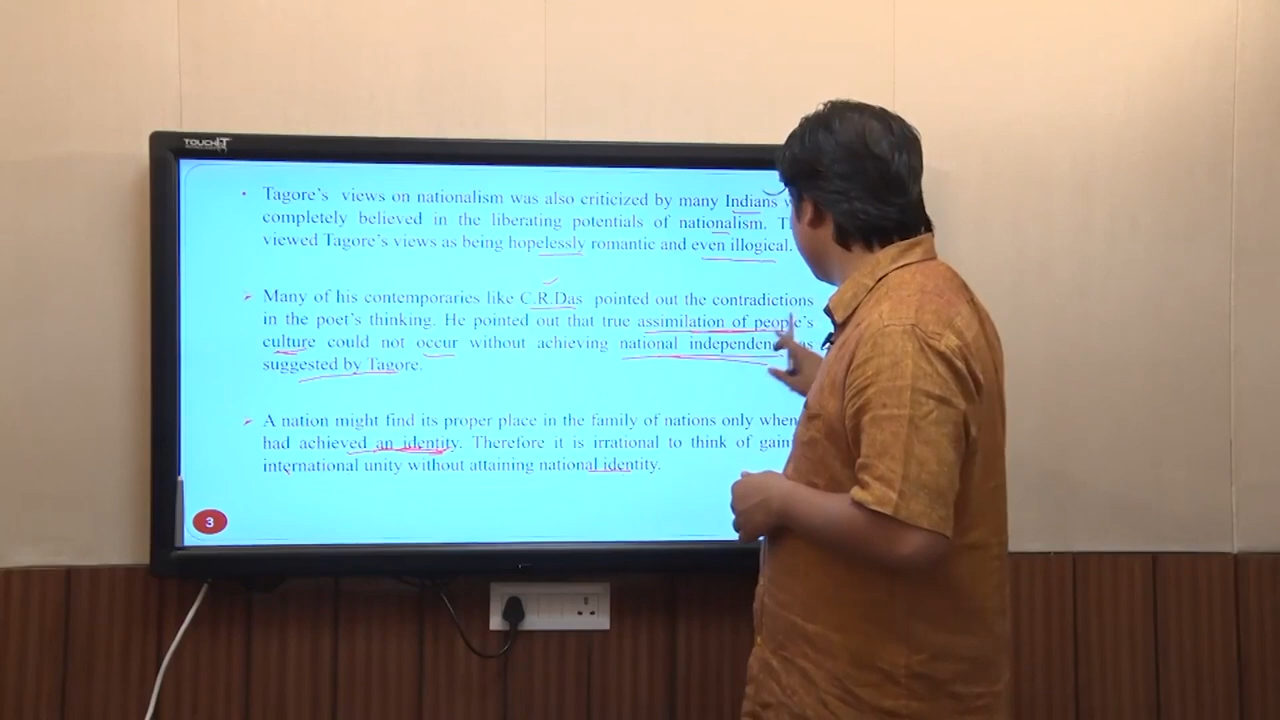 TOUCHIT
Tagore's views on nationalism was also criticized by many Indians
completely believed in the liberating potentials of nationalism.
viewed Tagore's views as being hopelessly romantic and even illogical.
Many of his contemporaries like C.R.Das pointed out the contradictions
in the poet's thinking. He pointed out that true assimilation of people's
culture could not occur without achieving national as
suggested by Tagore.
A nation might find its proper place in the family of nations only when
had achieved an identity. Therefore it is irrational to think of
international unity without attaining national identity.
3